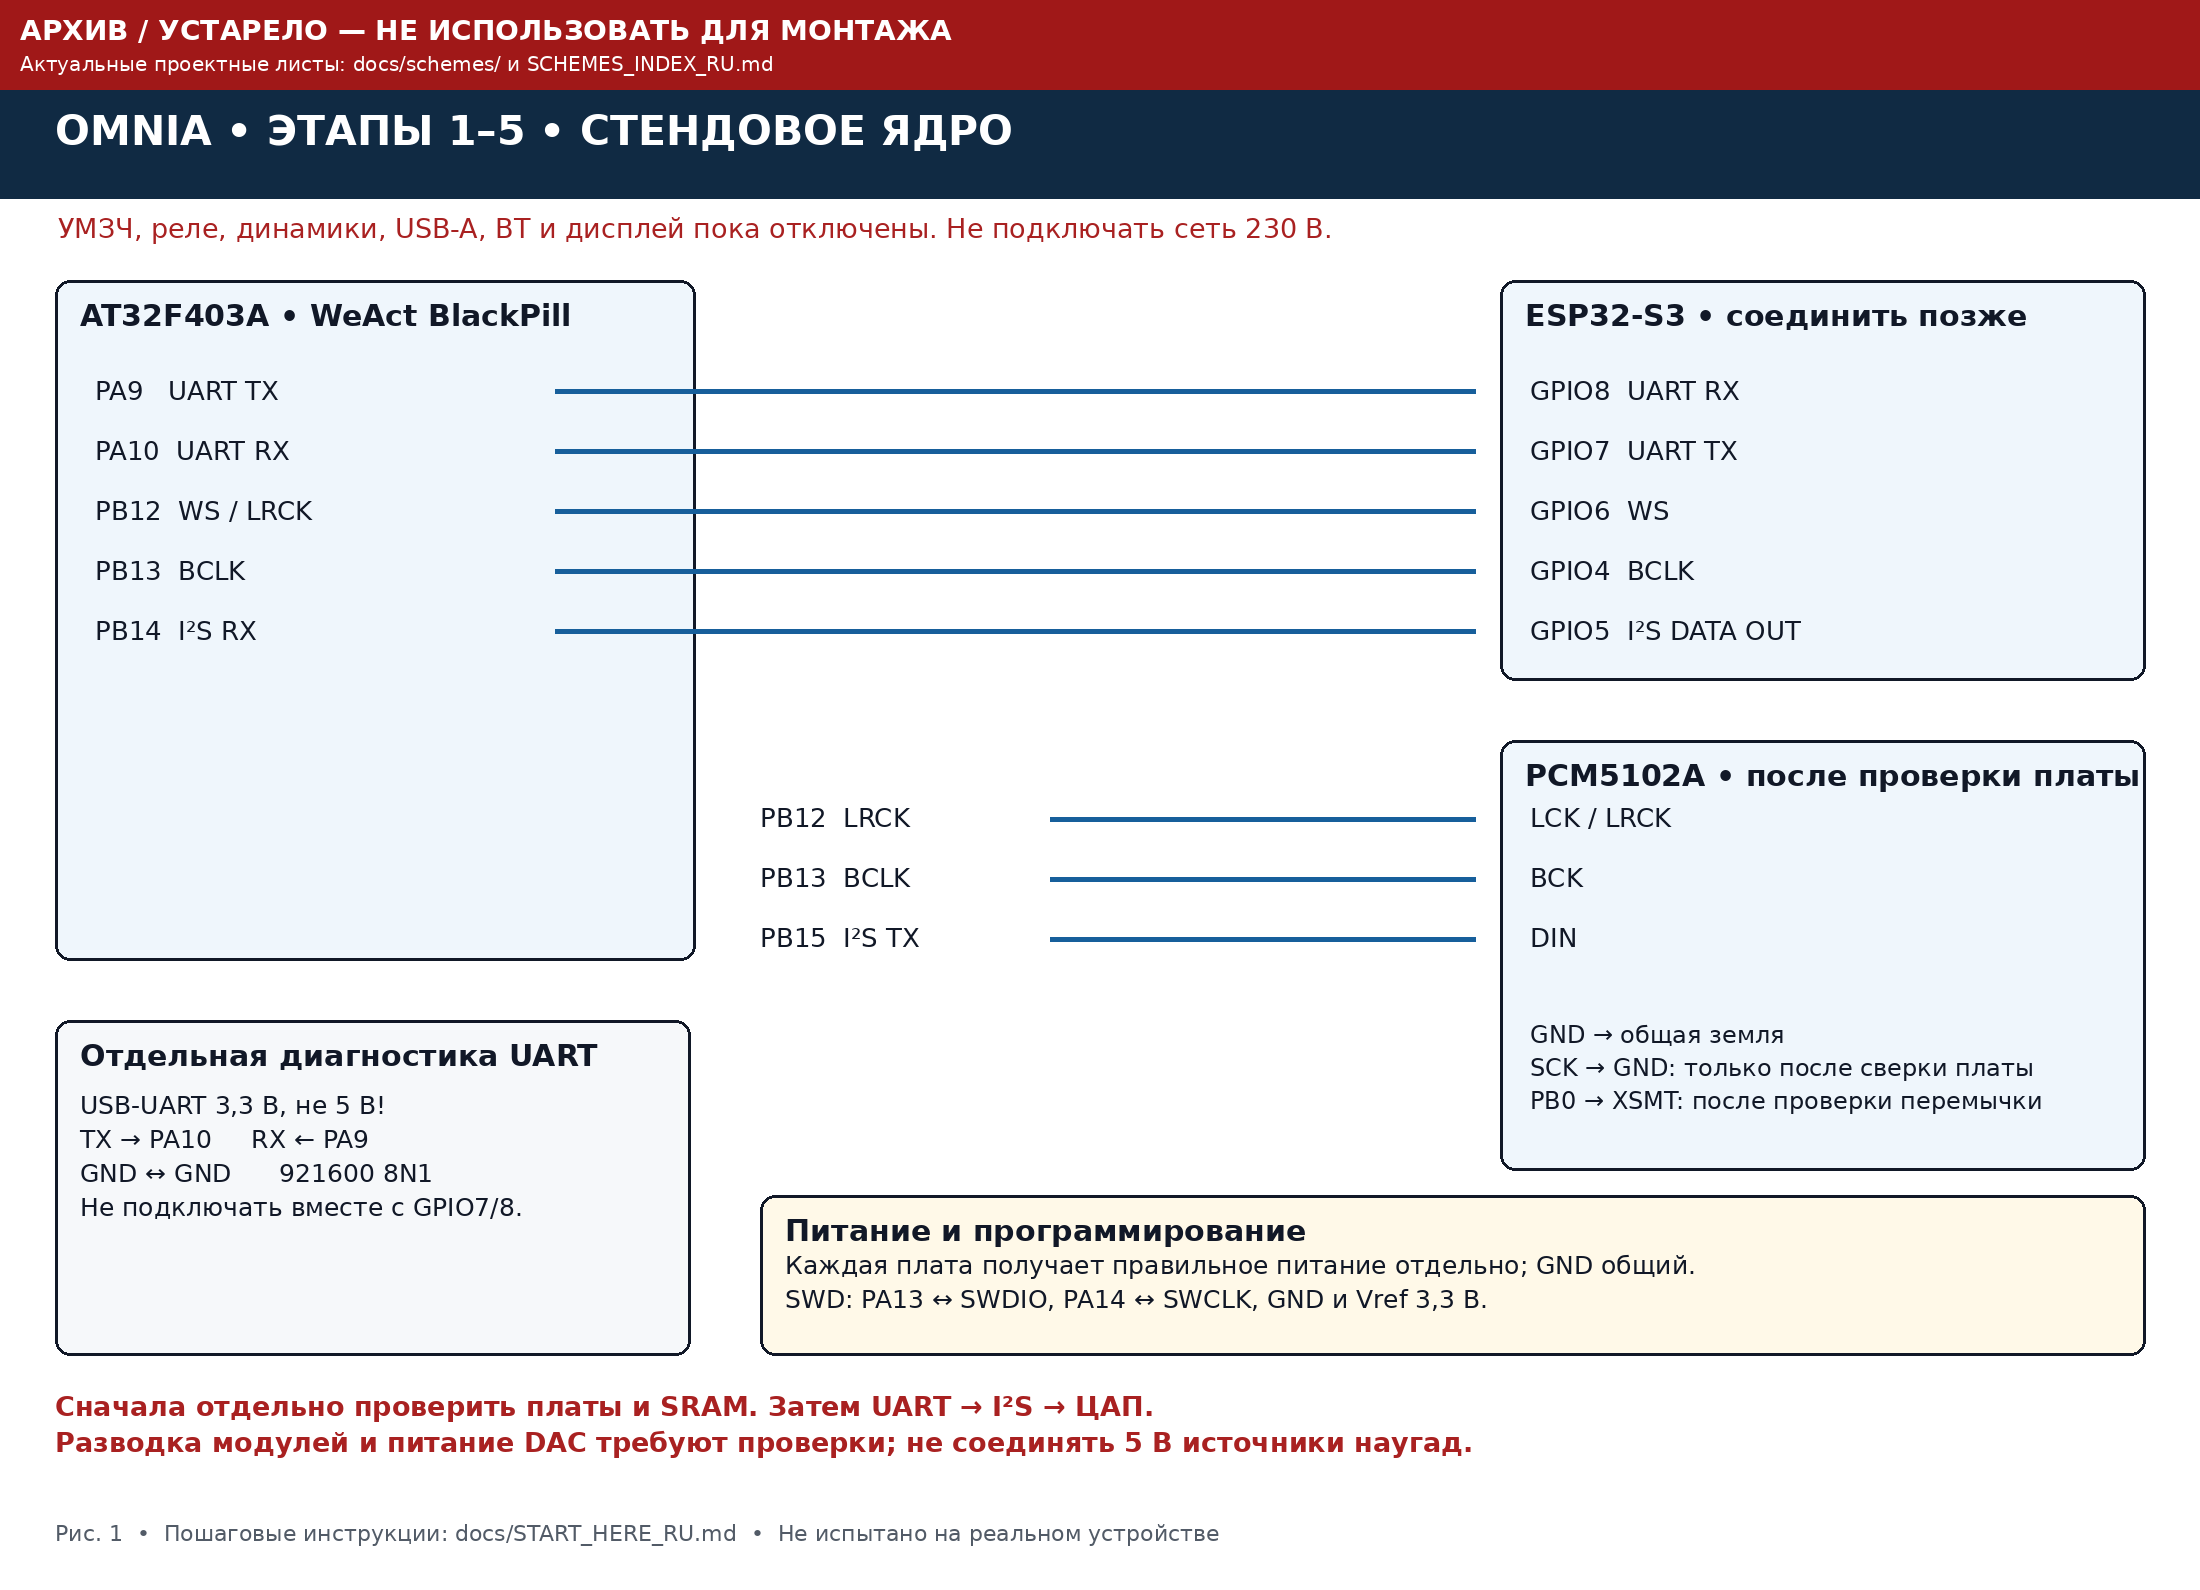 АРХИВ / УСТАРЕЛО — НЕ ИСПОЛЬЗОВАТЬ ДЛЯ МОНТАЖА
Актуальные проектные листы: docs/schemes/ и SCHEMES_INDEX_RU.md
OMNIA • ЭТАПЫ 1–5 • СТЕНДОВОЕ ЯДРО
УМЗЧ, реле, динамики, USB-A, BT и дисплей пока отключены. Не подключать сеть 230 В.
AT32F403A • WeAct BlackPill
PA9 UART TX
PA10 UART RX
PB12 WS / LRCK
PB13 BCLK
PB14 I²S RX
ESP32-S3 • соединить позже
GPIO8 UART RX
GPIO7 UART TX
GPIO6 WS
GPIO4 BCLK
GPIO5 I²S DATA OUT
PB12 LRCK
PB13 BCLK
PB15 I²S TX
PCM5102A • после проверки платы
LCK / LRCK
BCK
DIN
GND → общая земля
SCK → GND: только после сверки платы
PB0 → XSMT: после проверки перемычки
Отдельная диагностика UART
USB-UART 3,3 В, не 5 В!
TX → PA10 RX ← PA9
GND ↔ GND 921600 8N1
Не подключать вместе с GPIO7/8.
Питание и программирование
Каждая плата получает правильное питание отдельно; GND общий.
SWD: PA13 ↔ SWDIO, PA14 ↔ SWCLK, GND и Vref 3,3 В.
Сначала отдельно проверить платы и SRAM. Затем UART → I²S → ЦАП.
Разводка модулей и питание DAC требуют проверки; не соединять 5 В источники наугад.
Рис. 1 • Пошаговые инструкции: docs/START_HERE_RU.md • Не испытано на реальном устройстве